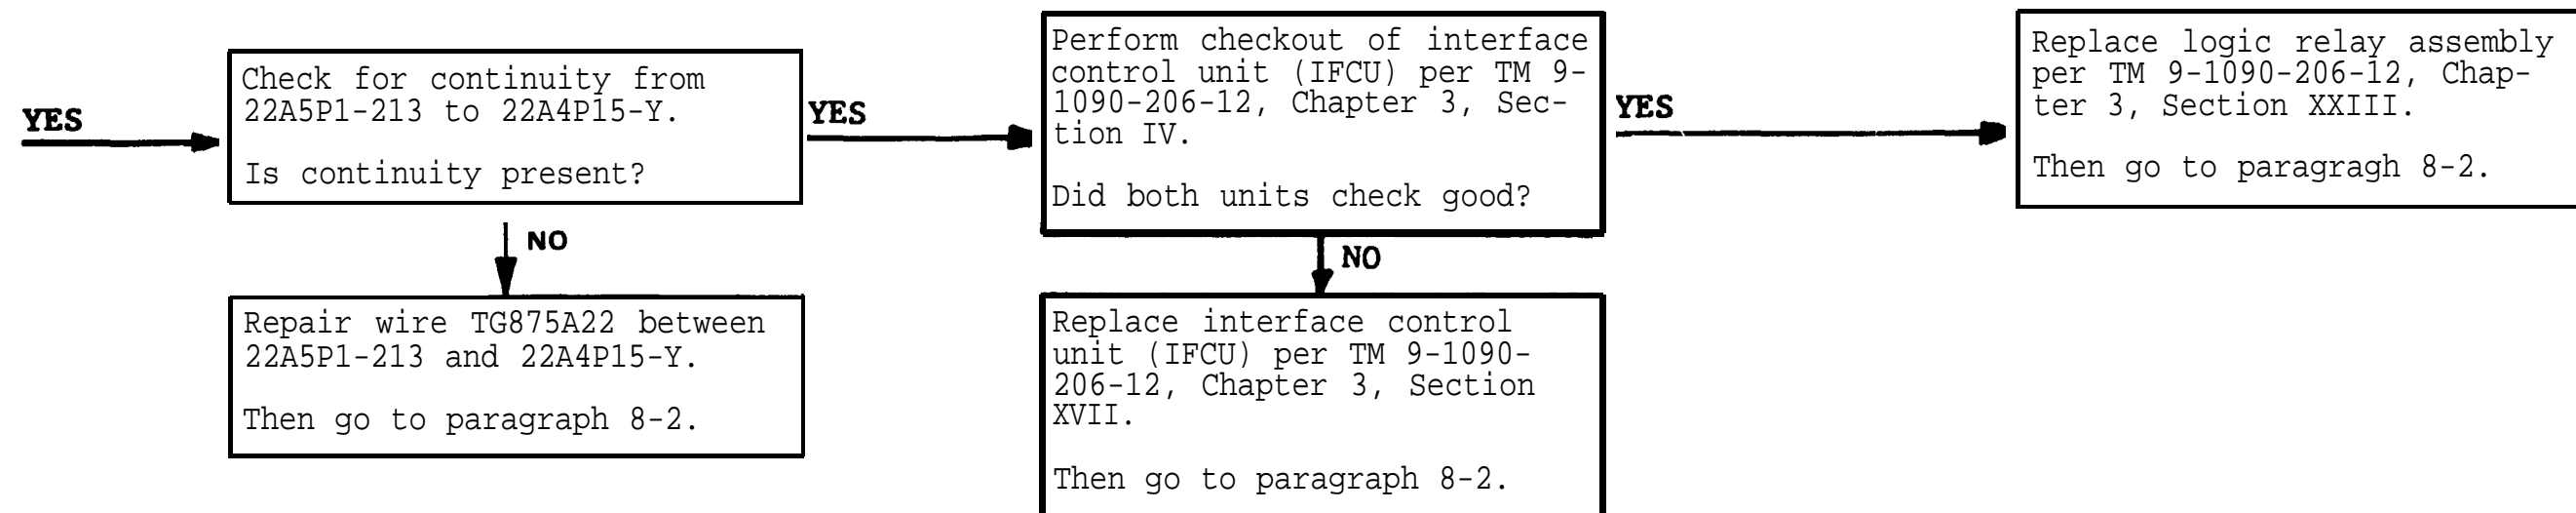 YES
Check for continuity from
22A5P1-213 to 22A4P15-Y.
Is continuity present?
NO
Repair wire TG875A22 between
22A5P1-213 and 22A4P15-Y.
Then go to paragraph 8-2.
YES
Perform checkout of interface
control unit (IFCU) per TM 9-
1090-206-12, Chapter 3, Sec-
tion IV.
Did both units check good?
NO
Replace interface control
unit (IFCU) per TM 9-1090-
206-12, Chapter 3, Section
XVII.
Then go to paragraph 8-2.
YES
Replace logic relay assembly
per TM 9-1090-206-12, Chap-
ter 3, Section XXIII.
Then go to paragragh 8-2.